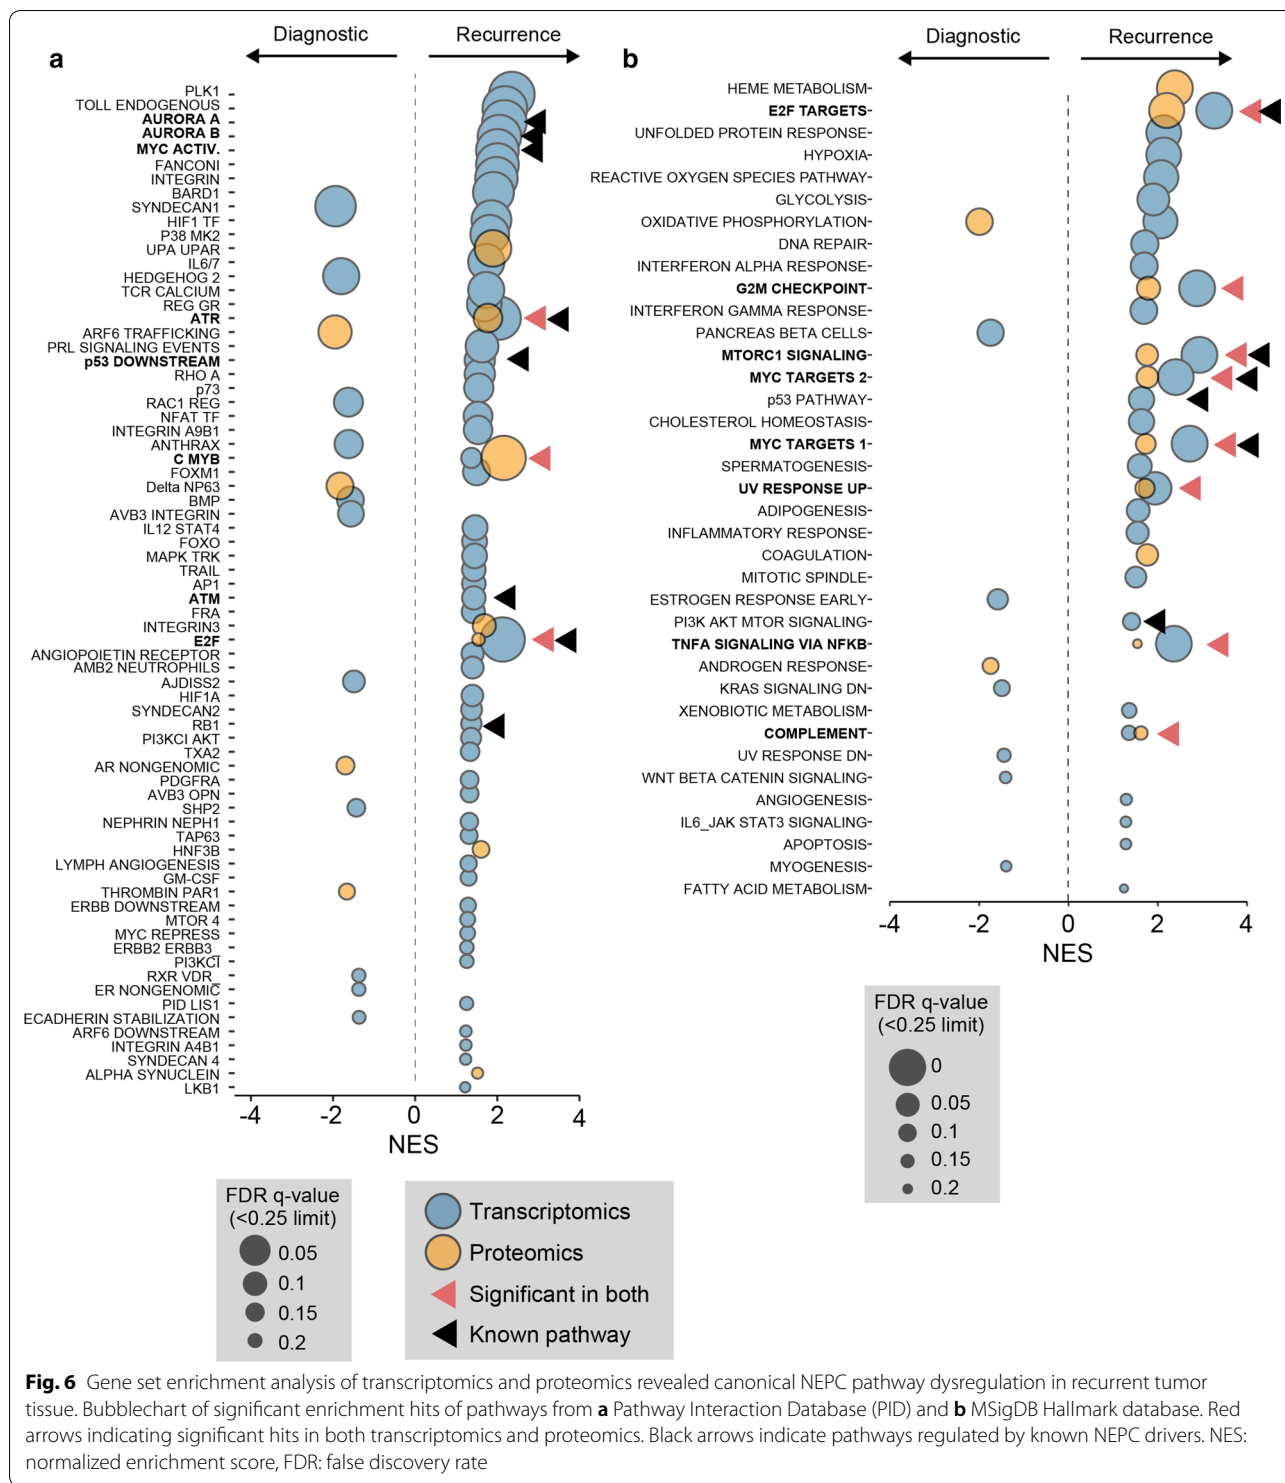 a
Diagnostic
Recurrence
PLK1
TOLL ENDOGENOUS
AURORA A
AURORA B
MYC ACTIV.
FANCONI
INTEGRIN
BARD1
SYNDECAN1
HIF1 TF
P38 MK2
UPA UPAR
IL6/7
HEDGEHOG 2
TCR CALCIUM
REG GR
ATR
ARF6 TRAFFICKING
PRL SIGNALING EVENTS
p53 DOWNSTREAM
RHO A
p73
RAC1 REG
NFAT TF
INTEGRIN A9B1
ANTHRAX
C MYB
FOXM1
Delta NP63
BMP
AVB3 INTEGRIN
IL12 STAT4
FOXO
MAPK TRK
TRAIL
AP1
ATM
FRA
INTEGRIN3
E2F
ANGIOPOIETIN RECEPTOR
AMB2 NEUTROPHILS
AJDISS2
HIF1A
SYNDECAN2
RB1
PI3KCI AKT
TXA2
AR NONGENOMIC
PDGFRA
AVB3 OPN
SHP2
NEPHRIN NEPH1
TAP63
HNF3B
LYMPH ANGIOGENESIS
GM-CSF
THROMBIN PAR1
ERBB DOWNSTREAM
MTOR 4
MYC REPRESS
ERBB2 ERBB3_
PI3KCI
RXR VDR_
ER NONGENOMIC
PID LIS1
ECADHERIN STABILIZATION
ARF6 DOWNSTREAM
INTEGRIN A4B1
SYNDECAN 4
ALPHA SYNUCLEIN
LKB1
-4 -2 0 2 4
NES
FDR q-value
(<0.25 limit)
0.05
0.1
0.15
0.2
Transcriptomics
Proteomics
Significant in both
Known pathway
b
Diagnostic
Recurrence
HEME METABOLISM
E2F TARGETS
UNFOLDED PROTEIN RESPONSE
HYPOXIA
REACTIVE OXYGEN SPECIES PATHWAY
GLYCOLYSIS
OXIDATIVE PHOSPHORYLATION
DNA REPAIR
INTERFERON ALPHA RESPONSE
G2M CHECKPOINT
INTERFERON GAMMA RESPONSE
PANCREAS BETA CELLS
MTORC1 SIGNALING
MYC TARGETS 2
p53 PATHWAY
CHOLESTEROL HOMEOSTASIS
MYC TARGETS 1
SPERMATOGENESIS
UV RESPONSE UP
ADIPOGENESIS
INFLAMMATORY RESPONSE
COAGULATION
MITOTIC SPINDLE
ESTROGEN RESPONSE EARLY
PI3K AKT MTOR SIGNALING
TNFA SIGNALING VIA NFKB
ANDROGEN RESPONSE
KRAS SIGNALING DN
XENOBIOTIC METABOLISM
COMPLEMENT
UV RESPONSE DN
WNT BETA CATENIN SIGNALING
ANGIOGENESIS
IL6_JAK STAT3 SIGNALING
APOPTOSIS
MYOGENESIS
FATTY ACID METABOLISM
-4 -2 0 2 4
NES
FDR q-value
(<0.25 limit)
0
0.05
0.1
0.15
0.2
Fig. 6 Gene set enrichment analysis of transcriptomics and proteomics revealed canonical NEPC pathway dysregulation in recurrent tumor
tissue. Bubblechart of significant enrichment hits of pathways from a Pathway Interaction Database (PID) and b MSigDB Hallmark database. Red
arrows indicating significant hits in both transcriptomics and proteomics. Black arrows indicate pathways regulated by known NEPC drivers. NES:
normalized enrichment score, FDR: false discovery rate